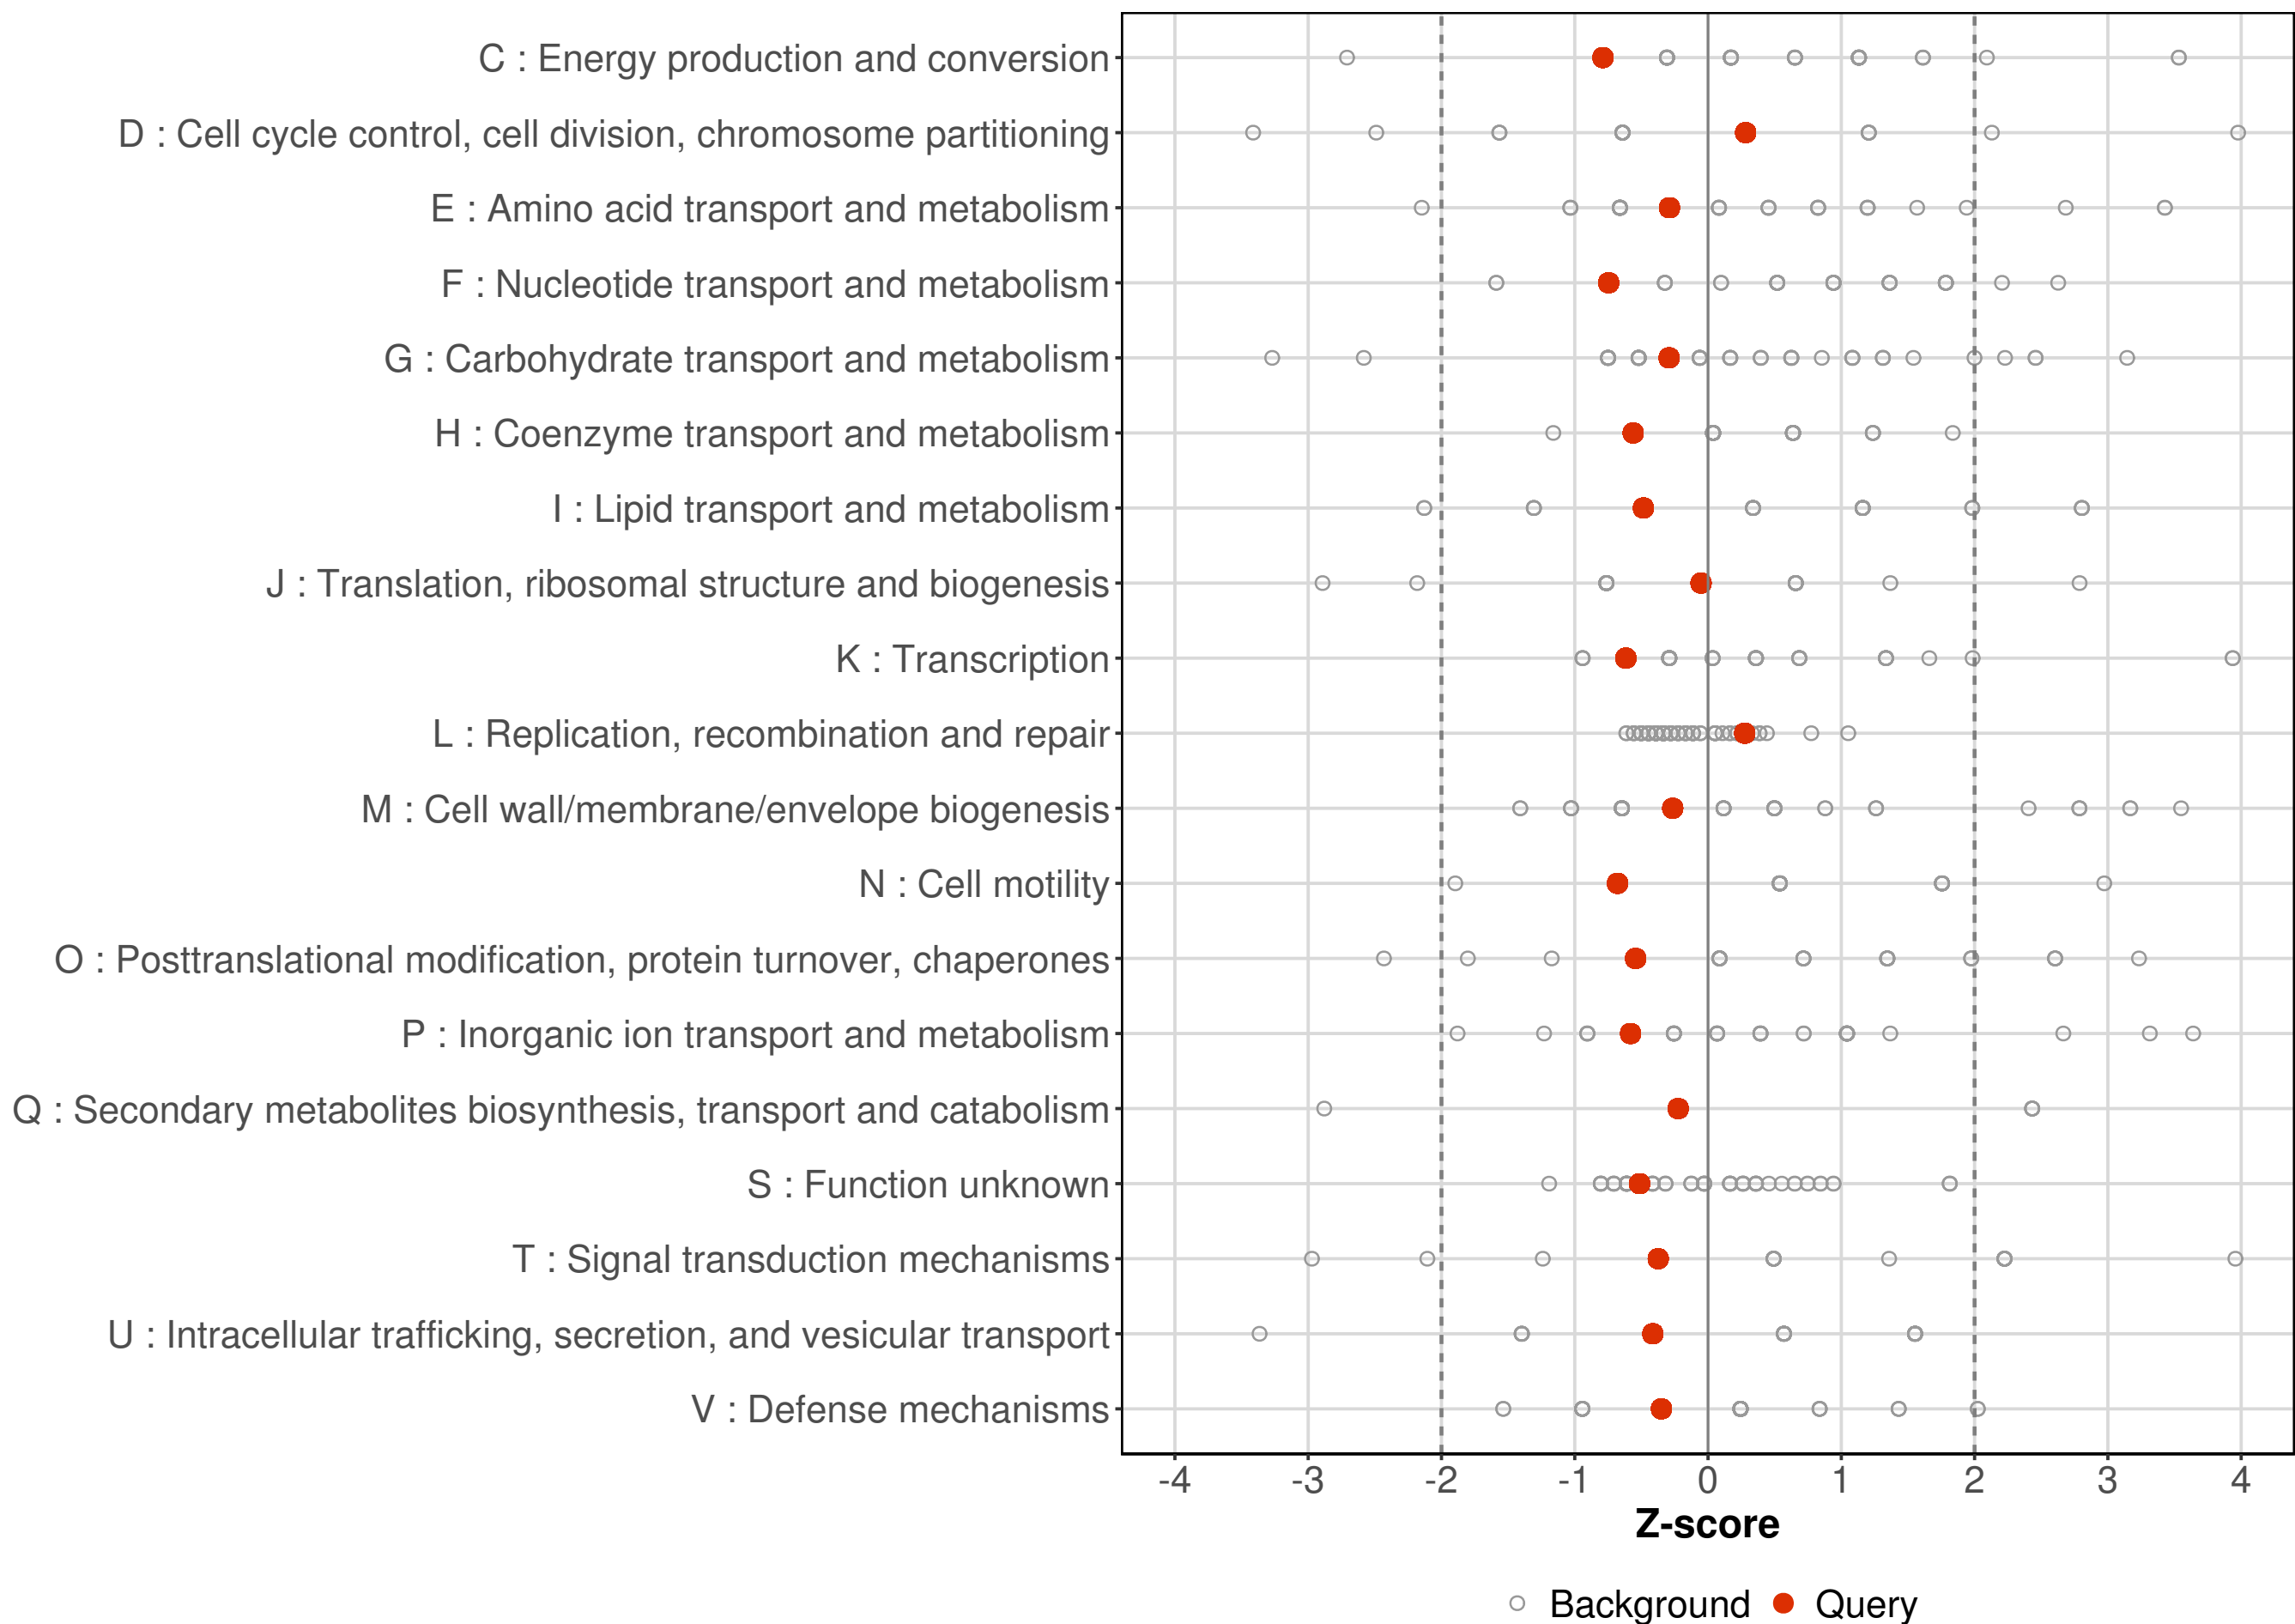 C : Energy production and conversion
D : Cell cycle control, cell division, chromosome partitioning
E : Amino acid transport and metabolism
F : Nucleotide transport and metabolism
G : Carbohydrate transport and metabolism
H : Coenzyme transport and metabolism
I : Lipid transport and metabolism
J : Translation, ribosomal structure and biogenesis
K : Transcription
L : Replication, recombination and repair
M : Cell wall/membrane/envelope biogenesis
N : Cell motility
O : Posttranslational modification, protein turnover, chaperones
P : Inorganic ion transport and metabolism
Q : Secondary metabolites biosynthesis, transport and catabolism
S : Function unknown
T : Signal transduction mechanisms
U : Intracellular trafficking, secretion, and vesicular transport
V : Defense mechanisms
-4 -3 -2 -1 0 1 2 3 4
Z-score
Background Query